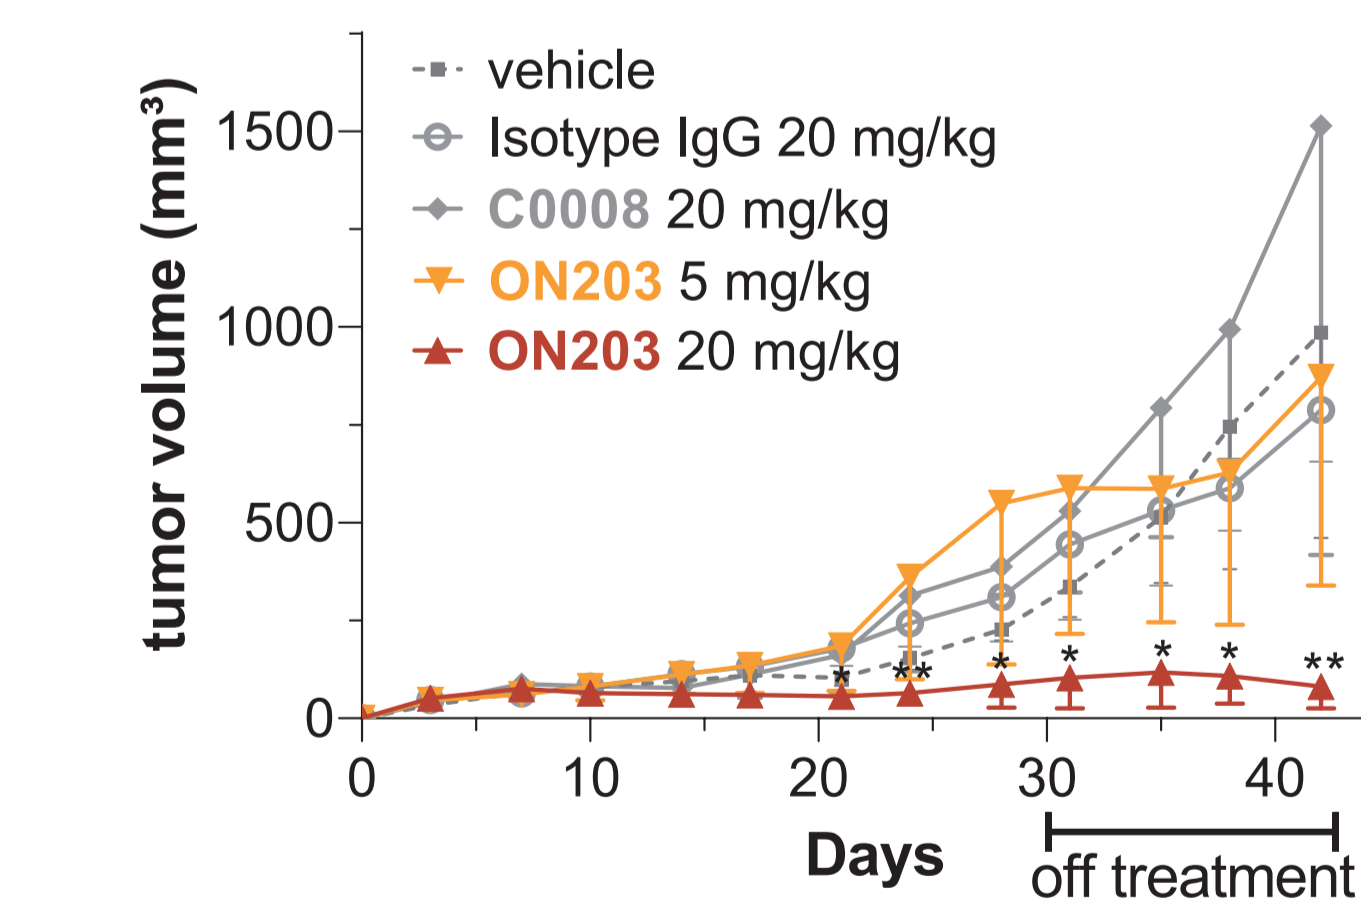 tumor volume (mm³)
1500
1000
500
0
vehicle
Isotype IgG 20 mg/kg
C0008 20 mg/kg
ON203 5 mg/kg
ON203 20 mg/kg
* ** * * * * **
0 10 20 30 40
Days
off treatment